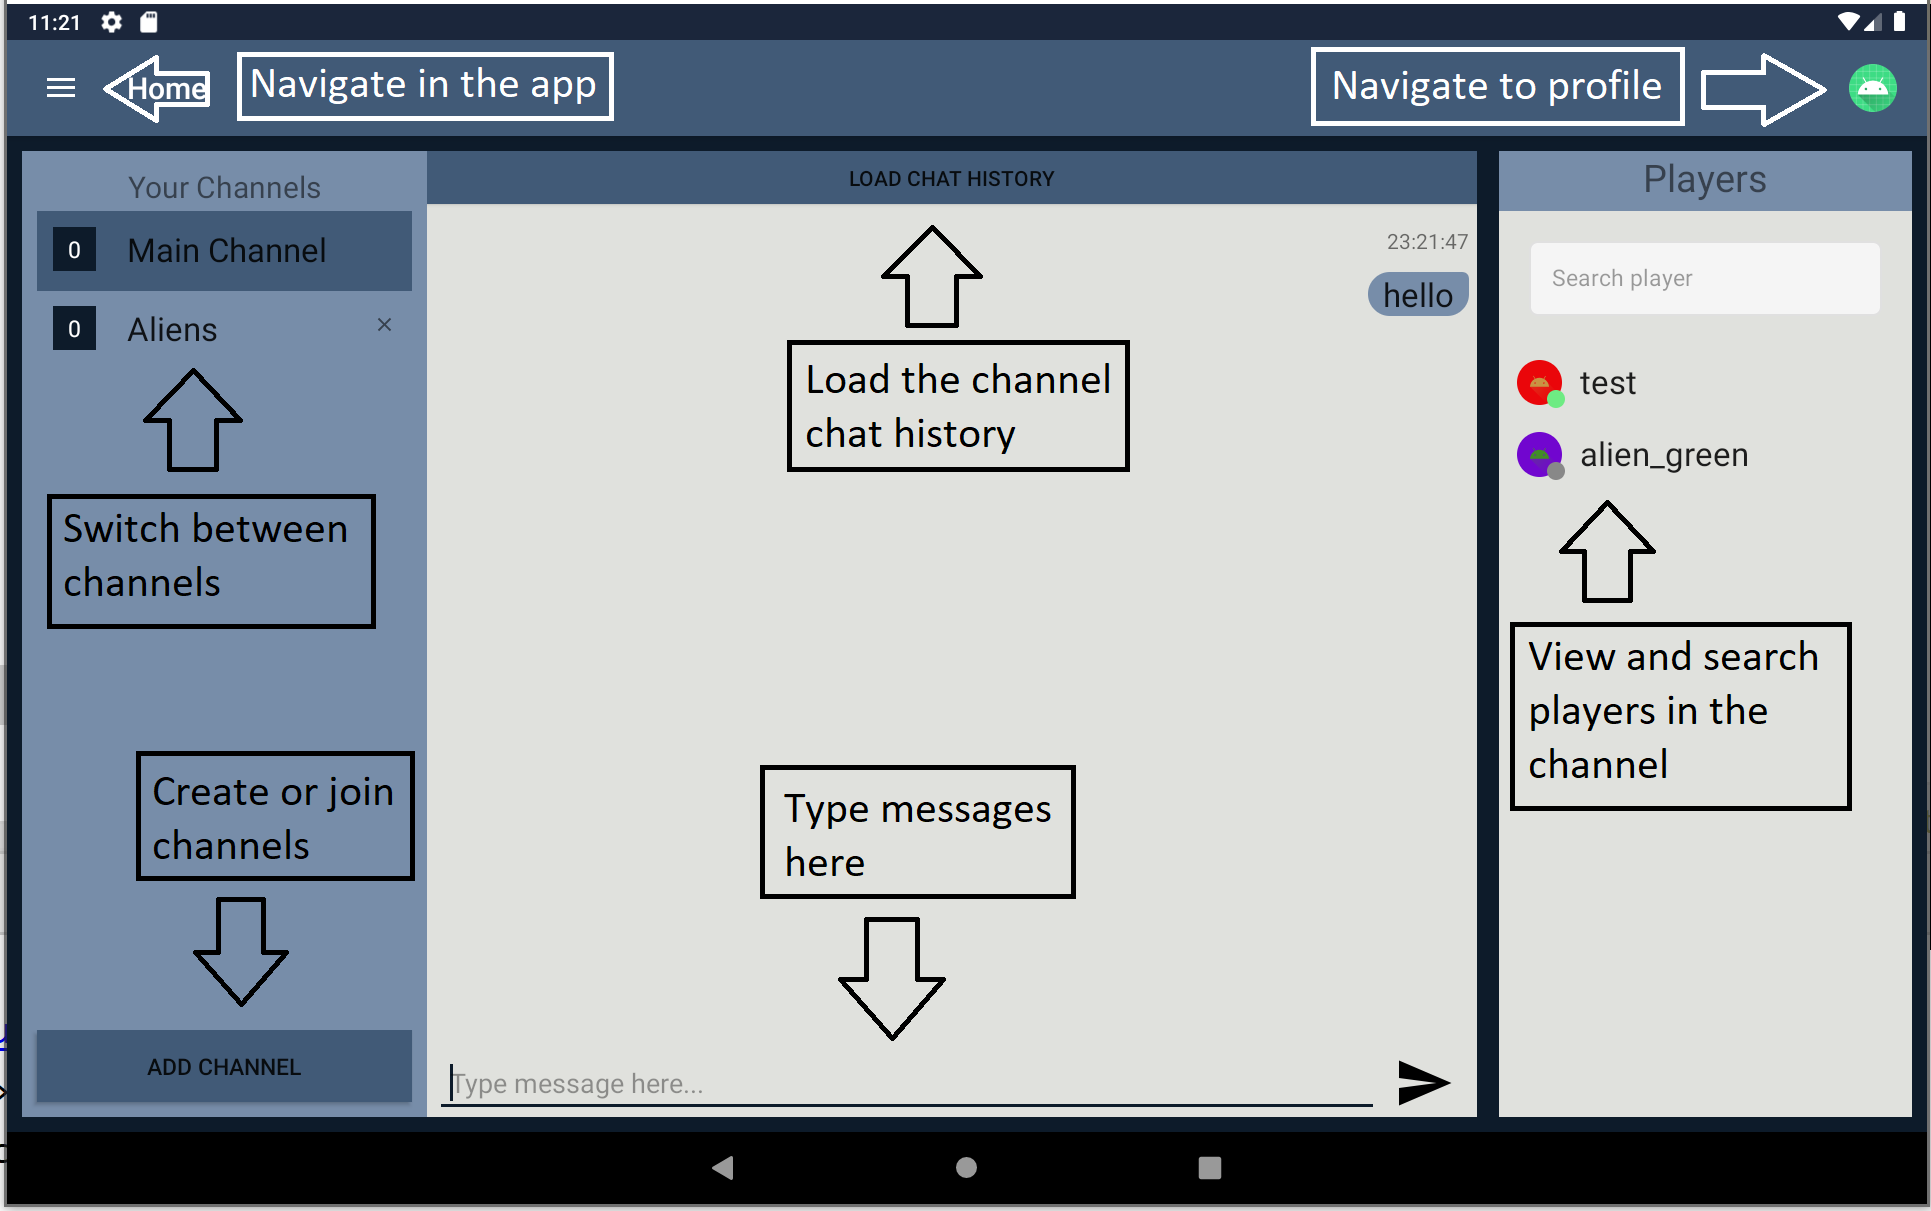 11:21
Home
Navigate in the app
Navigate to profile
Your Channels
0 Main Channel
0 Aliens ×
Switch between
channels
Create or join
channels
ADD CHANNEL
LOAD CHAT HISTORY
23:21:47
hello
Load the channel
chat history
Type messages
here
Type message here...
Players
Search player
test
alien_green
View and search
players in the
channel